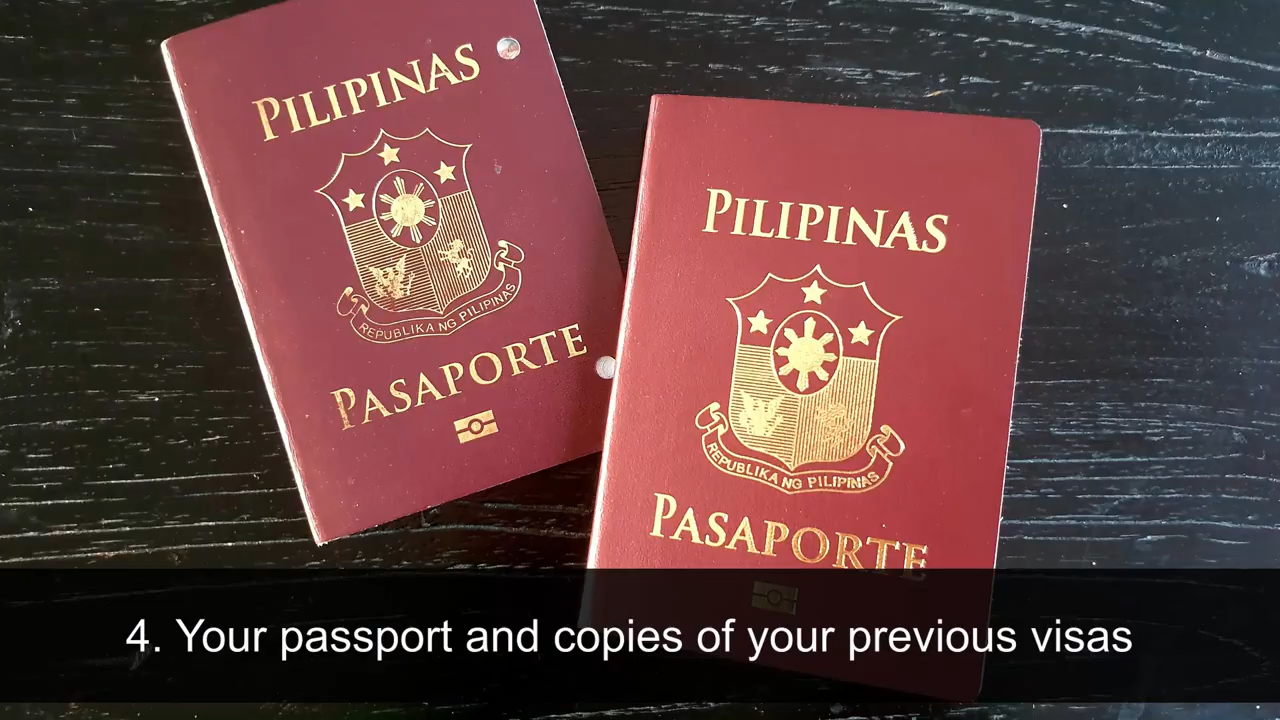 PILIPINAS
REPUBLIKA NG PILIPINAS
PASAPORTE
PILIPINAS
REPUBLIKA NG PILIPINAS
PASAPORTE
4. Your passport and copies of your previous visas